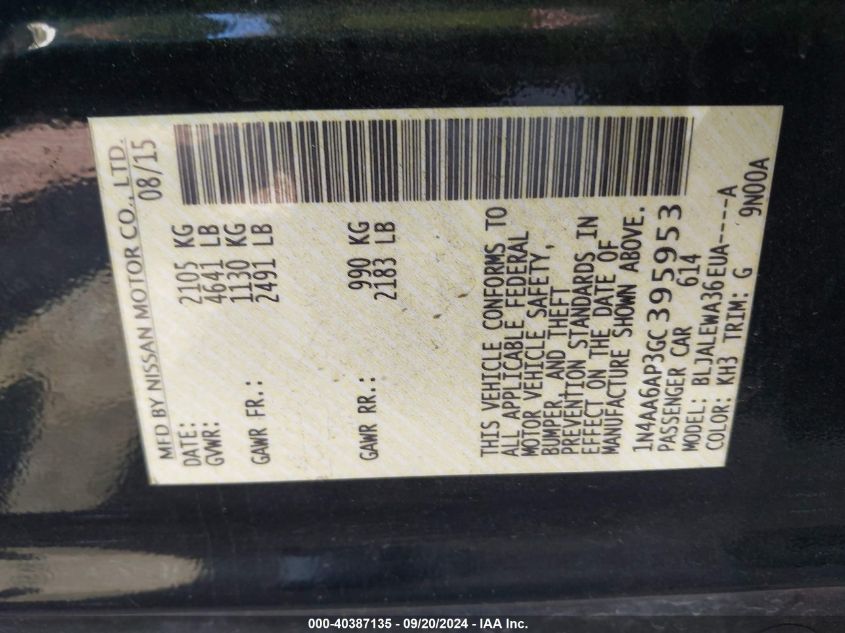 MFD BY NISSAN MOTOR CO., LTD.
DATE: 08/15
GVWR: 2105 KG
4641 LB
GAWR FR.: 1130 KG
2491 LB
GAWR RR.: 990 KG
2183 LB
THIS VEHICLE CONFORMS TO
ALL APPLICABLE FEDERAL
MOTOR VEHICLE SAFETY,
BUMPER, AND THEFT
PREVENTION STANDARDS IN
EFFECT ON THE DATE OF
MANUFACTURE SHOWN ABOVE.
1N4AA6AP3GC395953
PASSENGER CAR 614
MODEL: BLJALEWA36EUA----A
COLOR: KH3 TRIM: G 9N00A
000-40387135 - 09/20/2024 - IAA Inc.